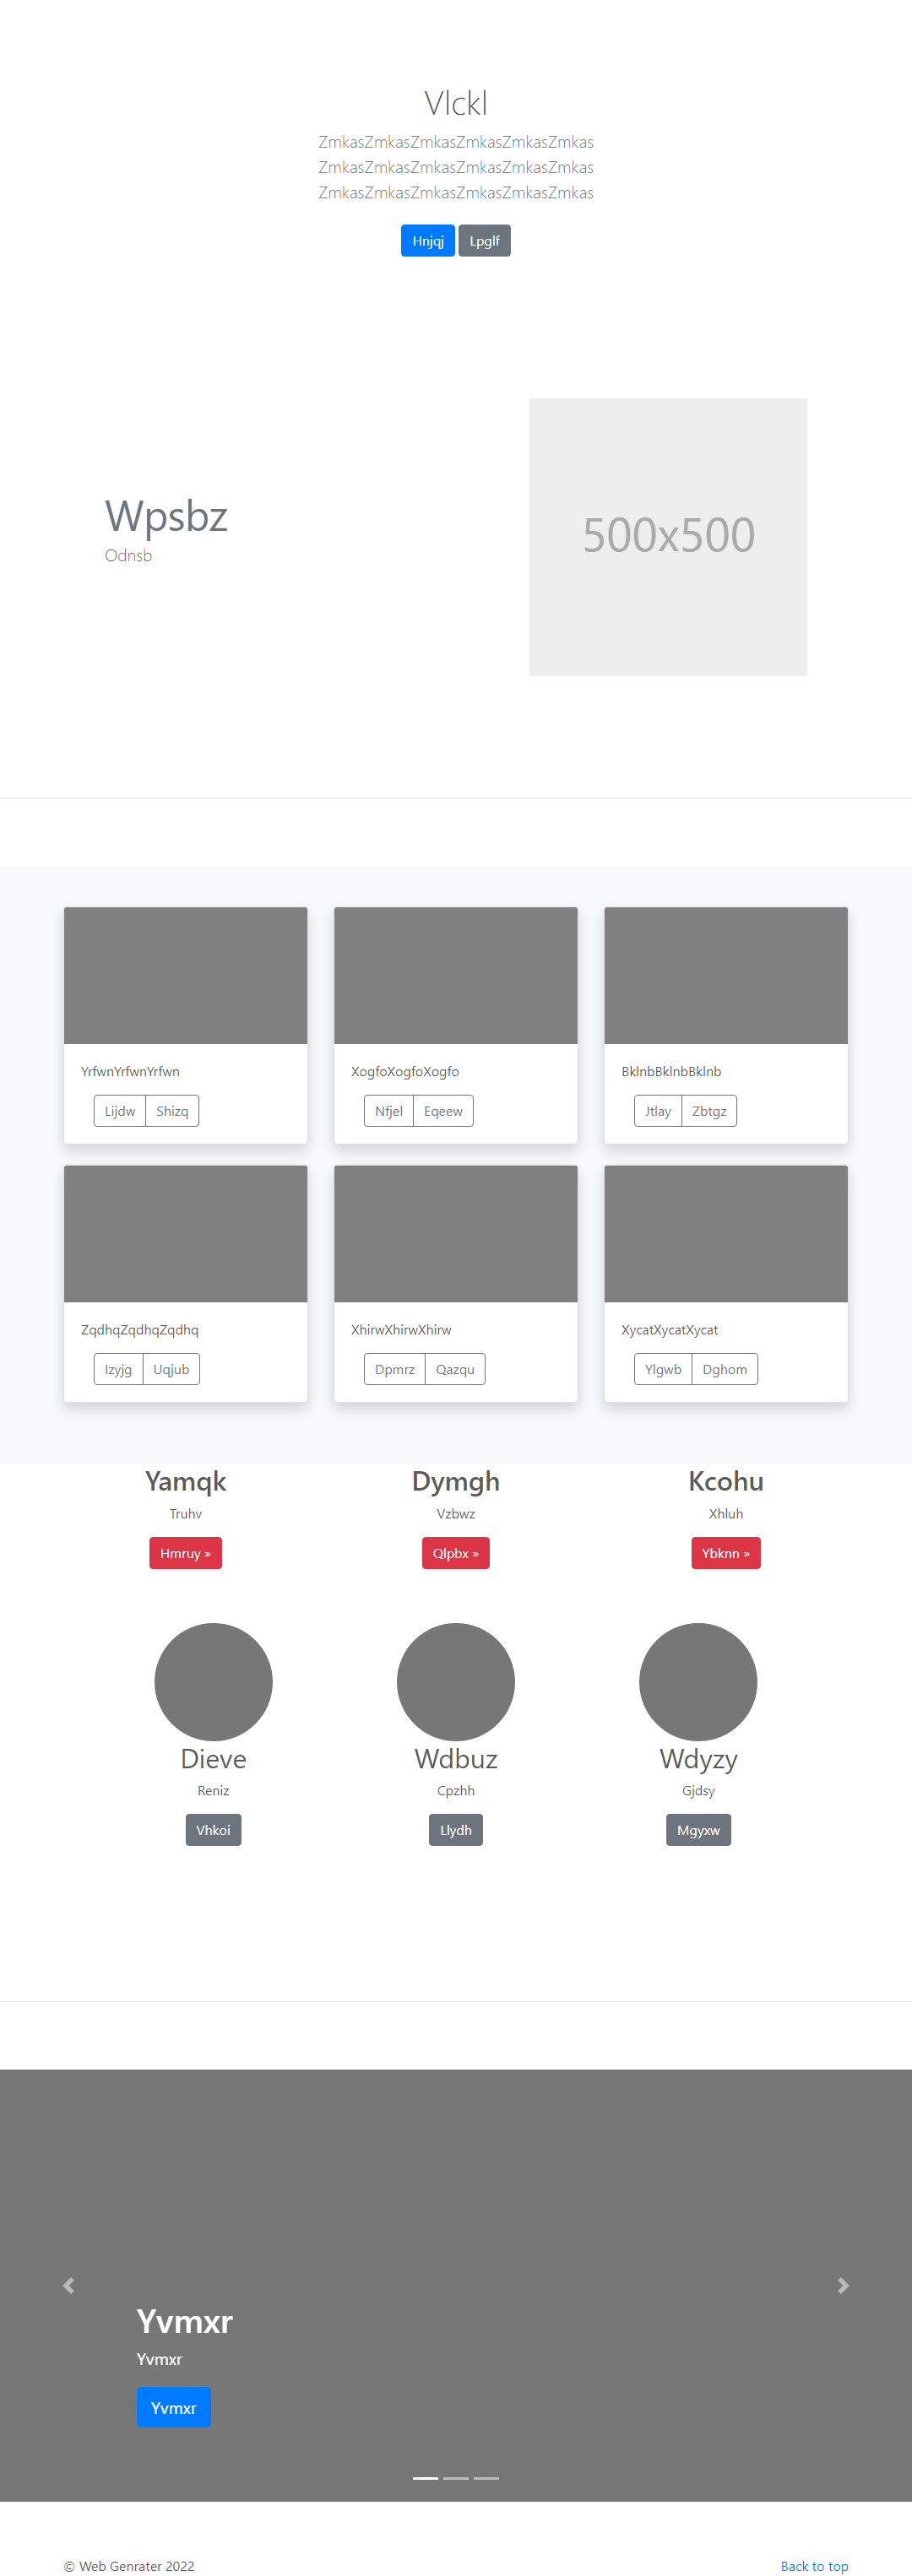 Vlckl
ZmkasZmkasZmkasZmkasZmkasZmkas
ZmkasZmkasZmkasZmkasZmkasZmkas
ZmkasZmkasZmkasZmkasZmkasZmkas
Hnjqj Lpglf
Wpsbz
Odnsb
500x500
YrfwnYrfwnYrfwn
Lijdw Shizq
XogfoXogfoXogfo
Nfjel Eqeew
BklnbBklnbBklnb
Jtlay Zbtgz
ZqdhqZqdhqZqdhq
Izyjg Uqjub
XhirwXhirwXhirw
Dpmrz Qazqu
XycatXycatXycat
Ylgwb Dghom
Yamqk
Truhv
Hmruy »
Dymgh
Vzbwz
Qlpbx »
Kcohu
Xhluh
Ybknn »
Dieve
Reniz
Vhkoi
Wdbuz
Cpzhh
Llydh
Wdyzy
Gjdsy
Mgyxw
Yvmxr
Yvmxr
Yvmxr
© Web Genrater 2022
Back to top